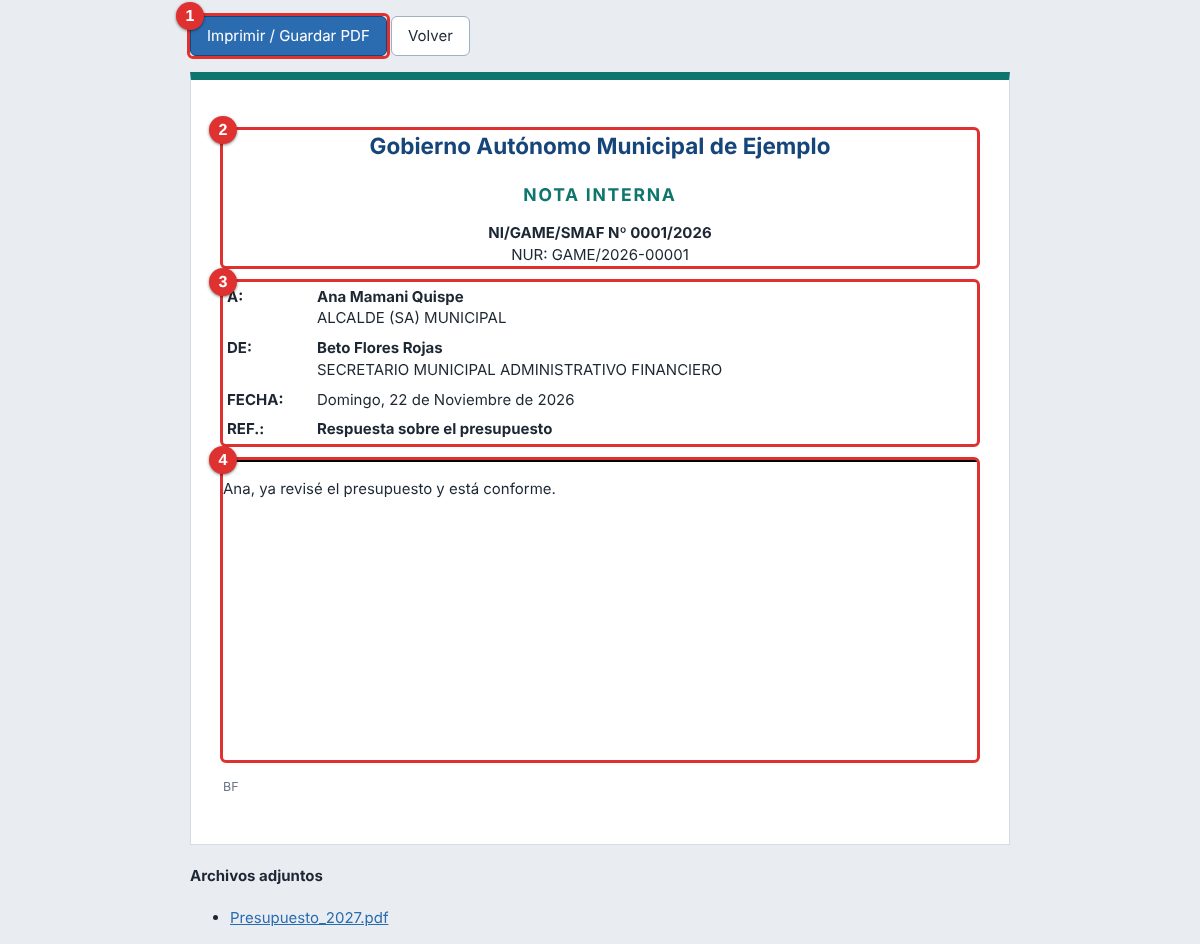 1
Imprimir / Guardar PDF
Volver
2
Gobierno Autónomo Municipal de Ejemplo
NOTA INTERNA
NI/GAME/SMAF Nº 0001/2026
NUR: GAME/2026-00001
3
A:
Ana Mamani Quispe
ALCALDE (SA) MUNICIPAL
DE:
Beto Flores Rojas
SECRETARIO MUNICIPAL ADMINISTRATIVO FINANCIERO
FECHA:
Domingo, 22 de Noviembre de 2026
REF.:
Respuesta sobre el presupuesto
4
Ana, ya revisé el presupuesto y está conforme.
BF
Archivos adjuntos
Presupuesto_2027.pdf